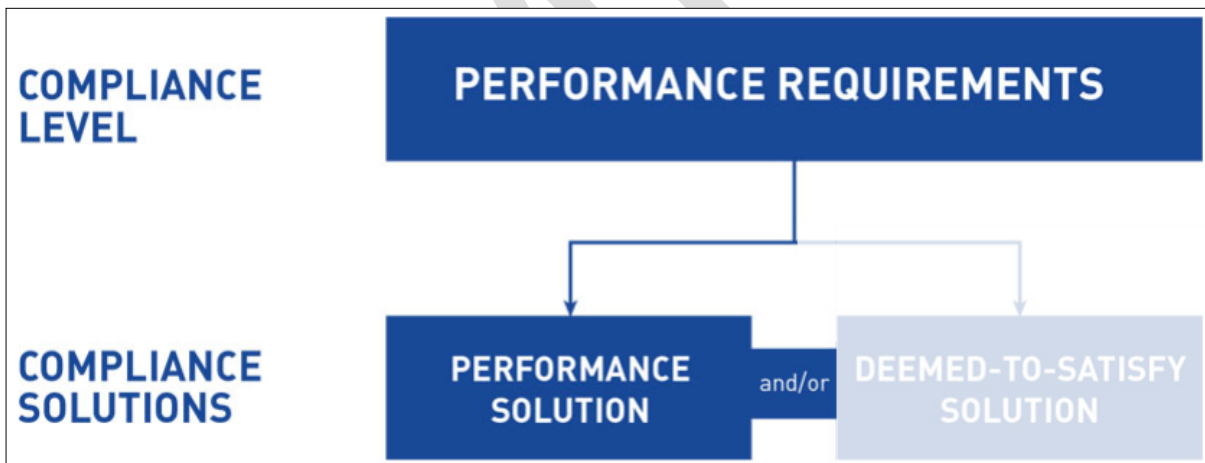 COMPLIANCE
LEVEL
PERFORMANCE REQUIREMENTS
COMPLIANCE
SOLUTIONS
PERFORMANCE
SOLUTION
and/or
DEEMED-TO-SATISFY
SOLUTION